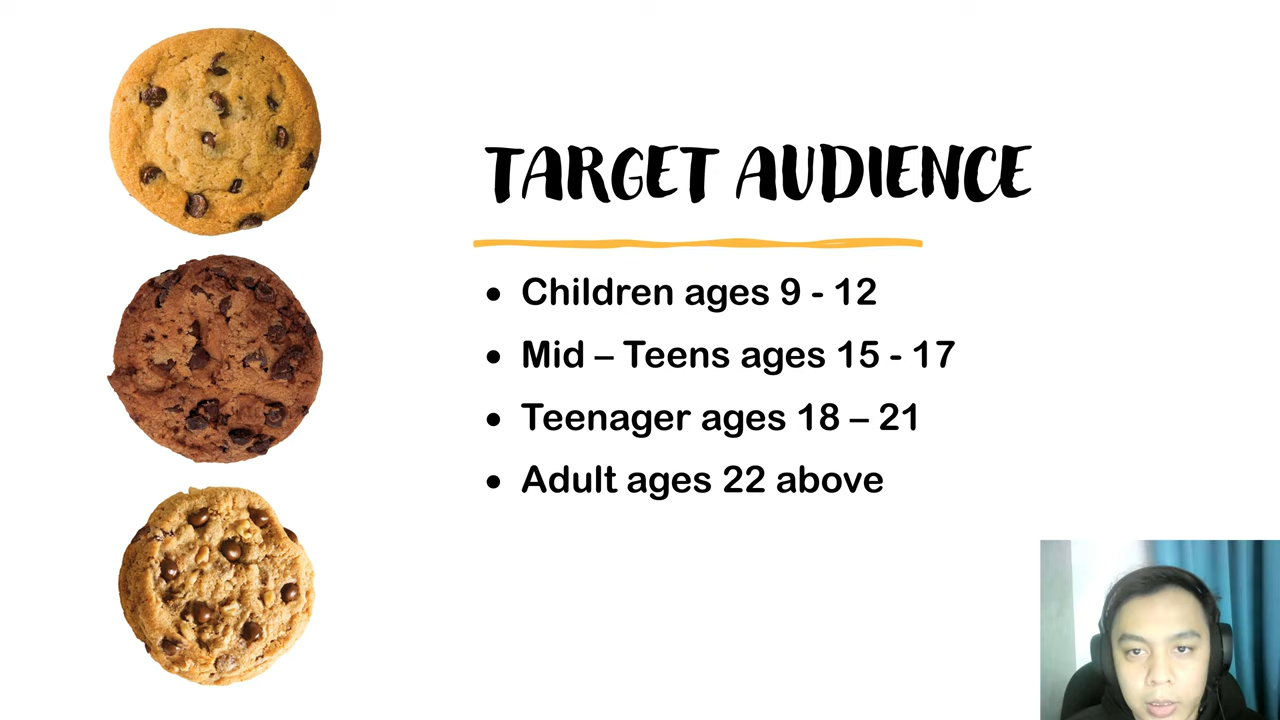 TARGET AUDIENCE
• Children ages 9 - 12
• Mid – Teens ages 15 - 17
• Teenager ages 18 – 21
• Adult ages 22 above